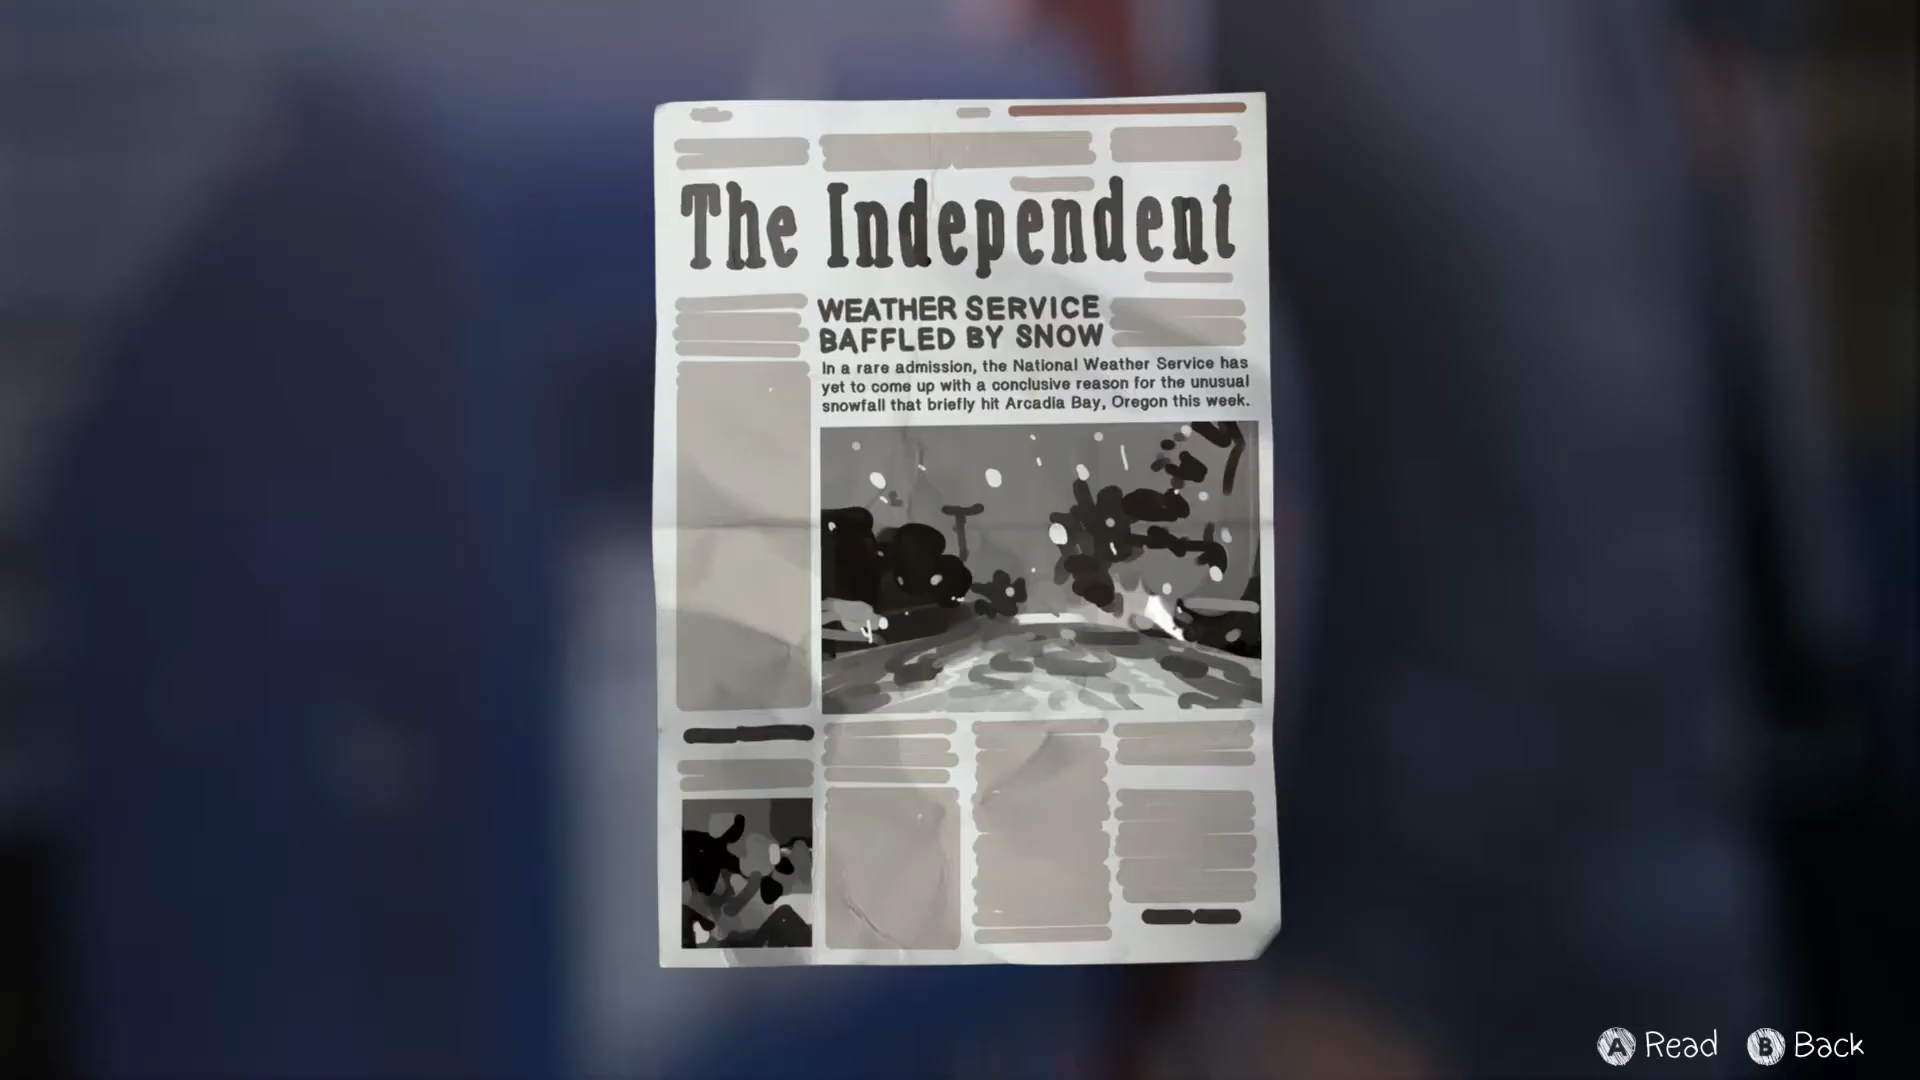 The Independent
WEATHER SERVICE
BAFFLED BY SNOW
In a rare admission, the National Weather Service has
yet to come up with a conclusive reason for the unusual
snowfall that briefly hit Arcadia Bay, Oregon this week.
A Read B Back